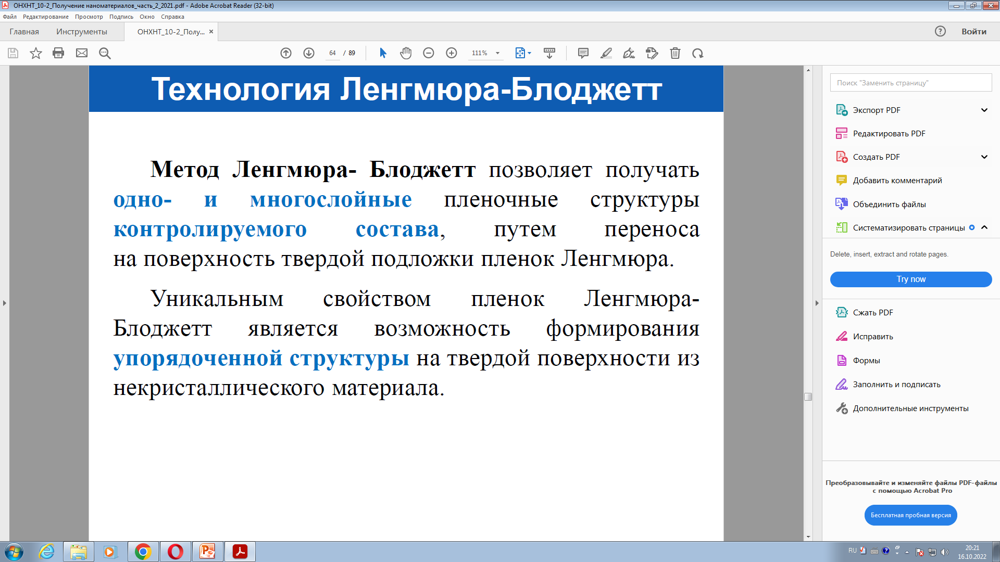 ОНХНТ_10-2_Получение наноматериалов_часть_2_2021.pdf - Adobe Acrobat Reader (32-bit)
Файл Редактирование Просмотр Подпись Окно Справка
Главная Инструменты ОНХНТ_10-2_Полу... × Войти
64 / 89 111%
Технология Ленгмюра-Блоджетт
Метод Ленгмюра- Блоджетт позволяет получать
одно- и многослойные пленочные структуры
контролируемого состава, путем переноса
на поверхность твердой подложки пленок Ленгмюра.
Уникальным свойством пленок Ленгмюра-
Блоджетт является возможность формирования
упорядоченной структуры на твердой поверхности из
некристаллического материала.
Поиск "Заменить страницу"
Экспорт PDF
Редактировать PDF
Создать PDF
Добавить комментарий
Объединить файлы
Систематизировать страницы
Delete, insert, extract and rotate pages.
Try now
Сжать PDF
Исправить
Формы
Заполнить и подписать
Дополнительные инструменты
Преобразовывайте и изменяйте файлы PDF-файлы
с помощью Acrobat Pro
Бесплатная пробная версия
RU
20:21
16.10.2022